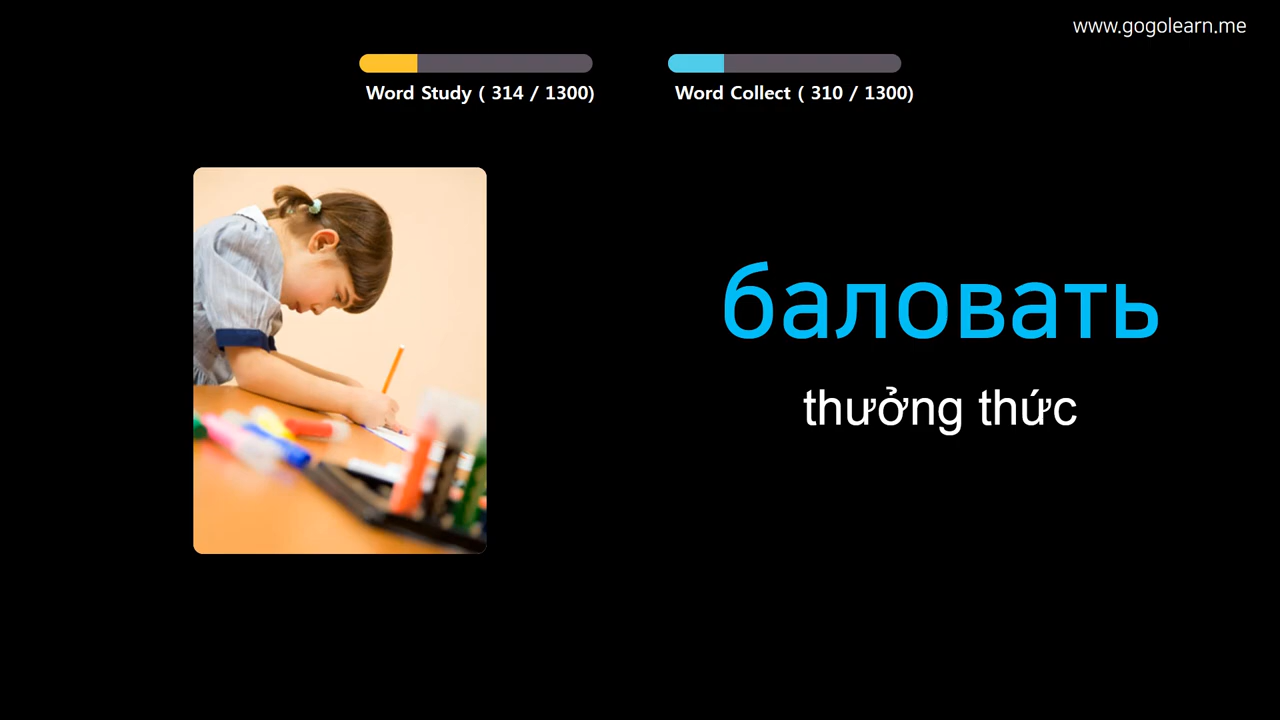 www.gogolearn.me
Word Study ( 314 / 1300)
Word Collect ( 310 / 1300)
баловать
thưởng thức